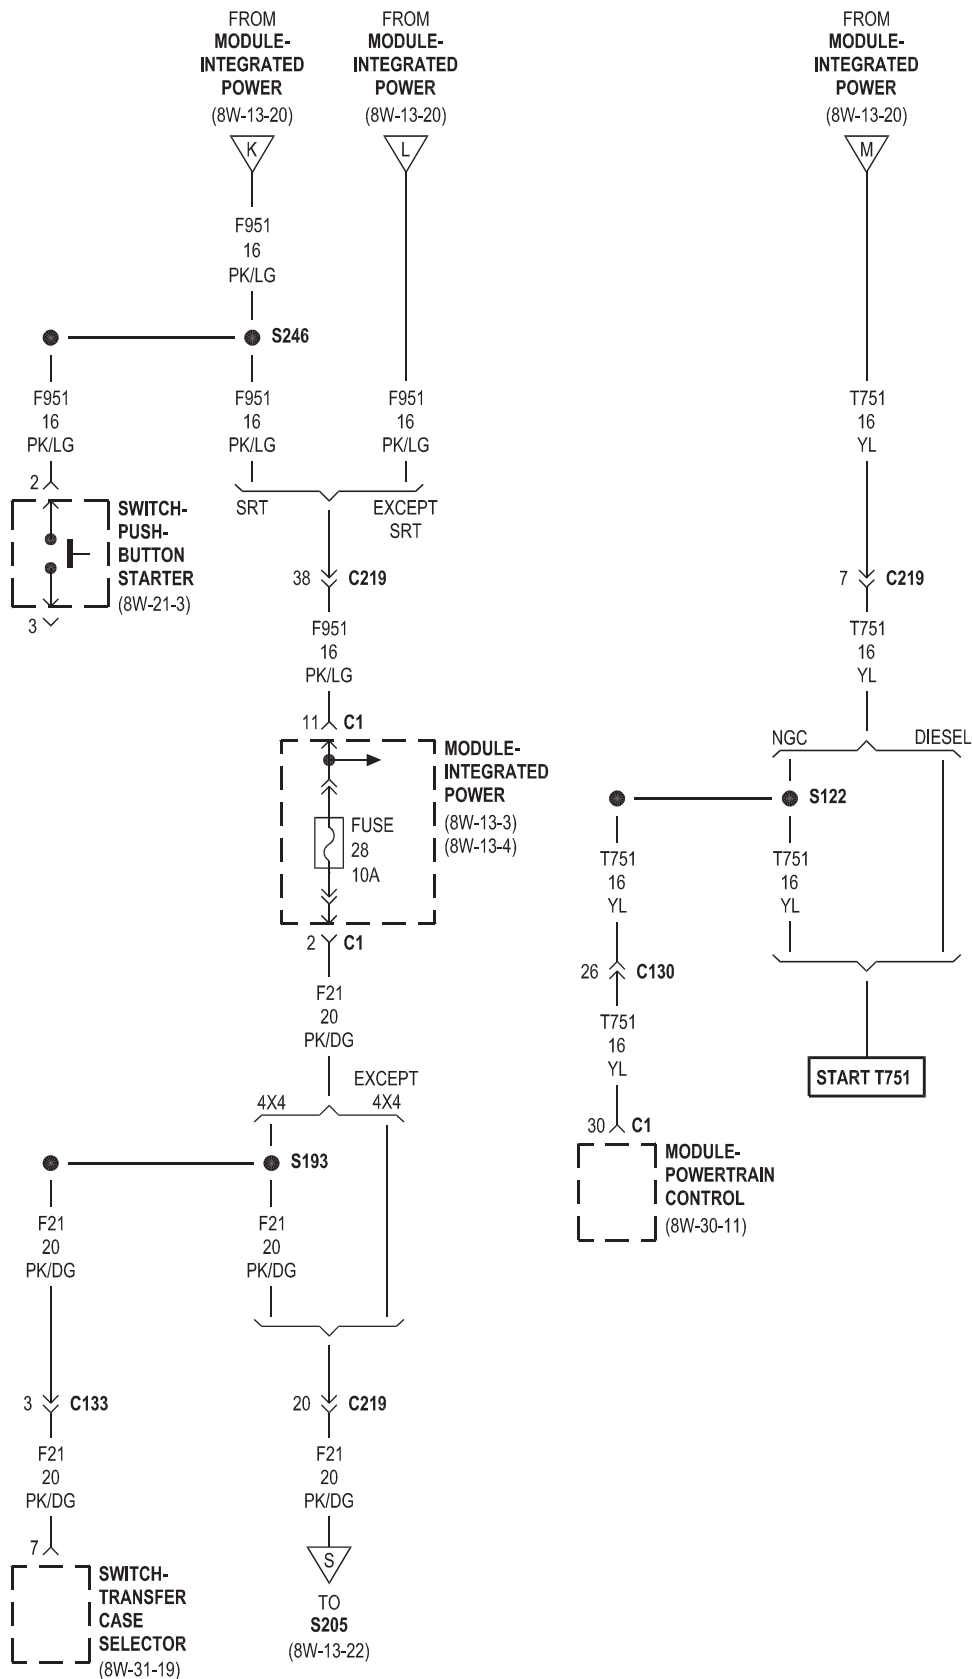 FROM
MODULE-
INTEGRATED
POWER
(8W-13-20)
K
FROM
MODULE-
INTEGRATED
POWER
(8W-13-20)
L
FROM
MODULE-
INTEGRATED
POWER
(8W-13-20)
M
F951
16
PK/LG
S246
F951
16
PK/LG
F951
16
PK/LG
F951
16
PK/LG
T751
16
YL
2
SWITCH-
PUSH-
BUTTON
STARTER
(8W-21-3)
3
SRT
EXCEPT
SRT
38
C219
7
C219
F951
16
PK/LG
T751
16
YL
11
C1
MODULE-
INTEGRATED
POWER
(8W-13-3)
(8W-13-4)
FUSE
28
10A
2
C1
NGC
DIESEL
S122
T751
16
YL
T751
16
YL
26
C130
T751
16
YL
START T751
30
C1
MODULE-
POWERTRAIN
CONTROL
(8W-30-11)
F21
20
PK/DG
4X4
EXCEPT
4X4
S193
F21
20
PK/DG
F21
20
PK/DG
3
C133
20
C219
F21
20
PK/DG
F21
20
PK/DG
7
SWITCH-
TRANSFER
CASE
SELECTOR
(8W-31-19)
S
TO
S205
(8W-13-22)